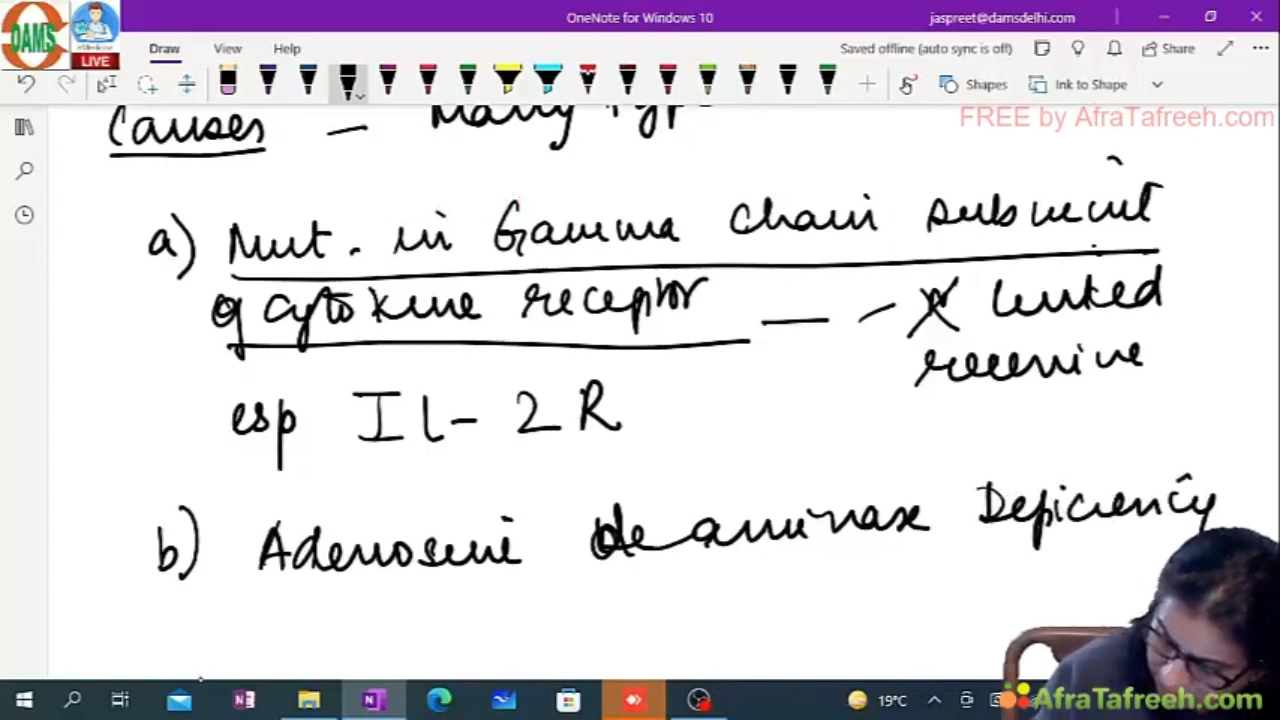 DAMS
LIVE
OneNote for Windows 10
jaspreet@damsdelhi.com
Draw
View
Help
Saved offline (auto sync is off)
Share
Shapes
Ink to Shape
FREE by AfraTafreeh.com
Causes - Many Typ
a) Mut. in Gamma chain subunit
of cytokine receptor — - X linked
recessive
esp Il-2R
b) Adenosine deaminase Deficiency
19°C
AfraTafreeh.com